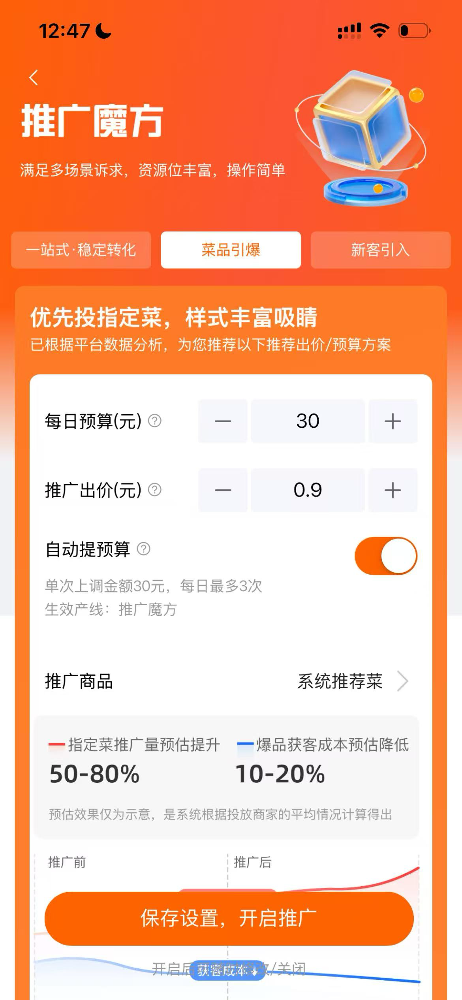 12:47
推广魔方
满足多场景诉求，资源位丰富，操作简单
一站式·稳定转化
菜品引爆
新客引入
优先投指定菜，样式丰富吸睛
已根据平台数据分析，为您推荐以下推荐出价/预算方案
每日预算(元) ?
— 30 +
推广出价(元) ?
— 0.9 +
自动提预算 ?
单次上调金额30元，每日最多3次
生效产线：推广魔方
推广商品
系统推荐菜
指定菜推广量预估提升
50-80%
爆品获客成本预估降低
10-20%
预估效果仅为示意，是系统根据投放商家的平均情况计算得出
推广前
推广后
保存设置，开启推广
开启后可随时修改/关闭
获客成本